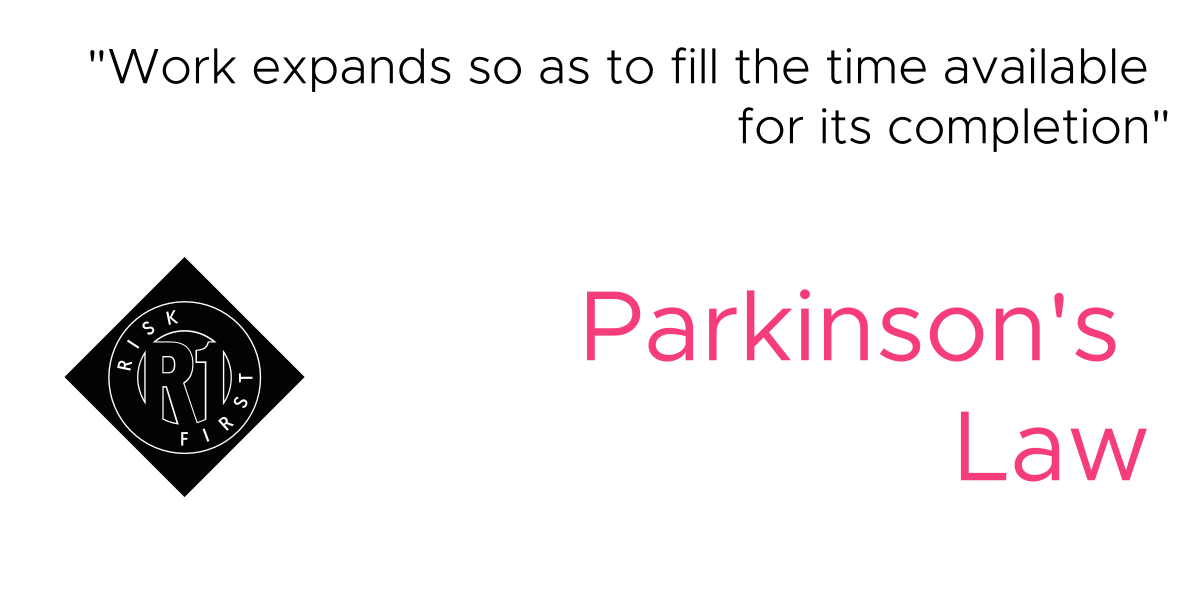 "Work expands so as to fill the time available
for its completion"
RISK
R1
FIRST
Parkinson's
Law